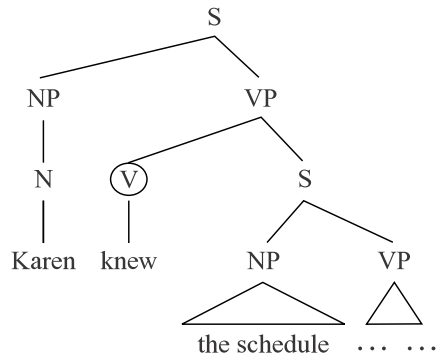 S
NP VP
N V S
Karen knew NP VP
the schedule ... ...